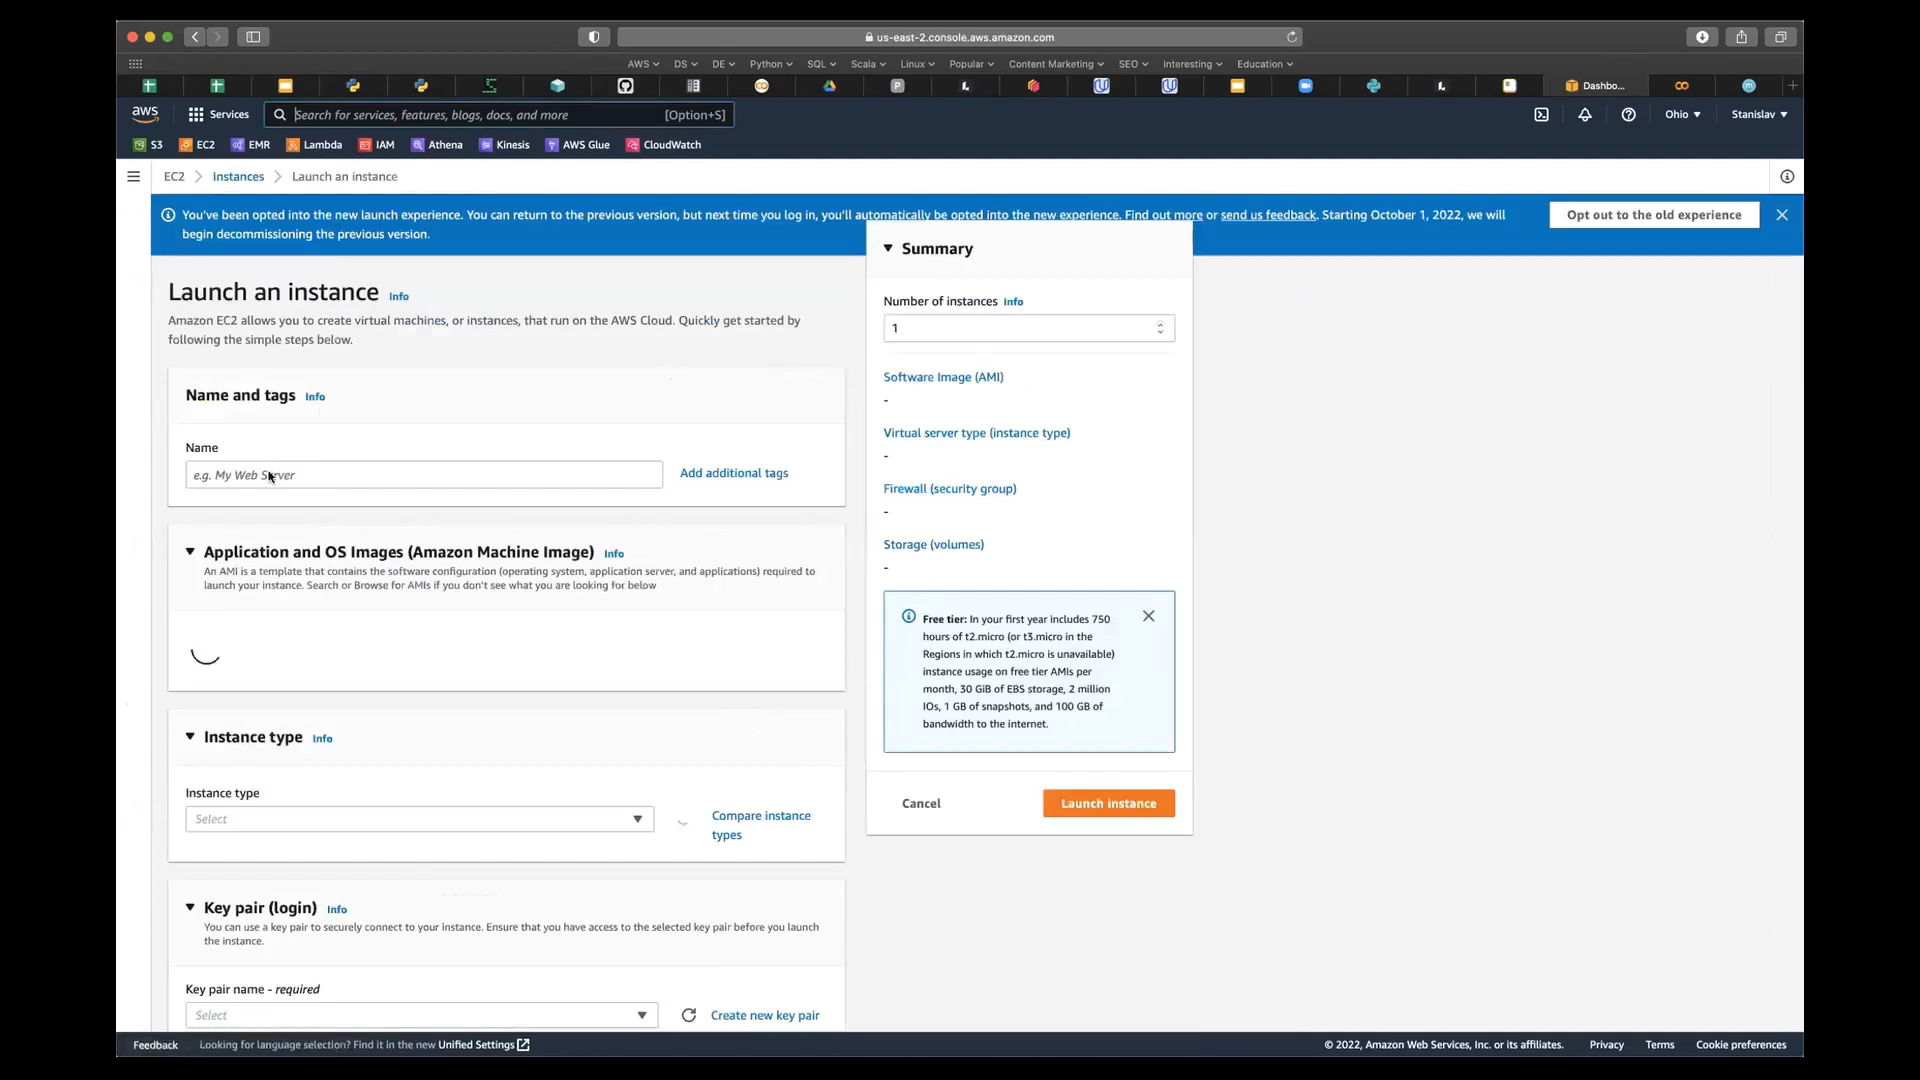 us-east-2.console.aws.amazon.com
AWS DS DE Python SQL Scala Linux Popular Content Marketing SEO Interesting Education
Dashbo...
aws Services Search for services, features, blogs, docs, and more [Option+S] Ohio Stanislav
S3 EC2 EMR Lambda IAM Athena Kinesis AWS Glue CloudWatch
EC2 Instances Launch an instance
You've been opted into the new launch experience. You can return to the previous version, but next time you log in, you'll automatically be opted into the new experience. Find out more or send us feedback. Starting October 1, 2022, we will
begin decommissioning the previous version.
Opt out to the old experience
Launch an instance Info
Amazon EC2 allows you to create virtual machines, or instances, that run on the AWS Cloud. Quickly get started by
following the simple steps below.
Name and tags Info
Name
e.g. My Web Server
Add additional tags
Application and OS Images (Amazon Machine Image) Info
An AMI is a template that contains the software configuration (operating system, application server, and applications) required to
launch your instance. Search or Browse for AMIs if you don't see what you are looking for below
Instance type Info
Instance type
Select
Compare instance
types
Key pair (login) Info
You can use a key pair to securely connect to your instance. Ensure that you have access to the selected key pair before you launch
the instance.
Key pair name - required
Select
Create new key pair
Summary
Number of instances Info
1
Software Image (AMI)
-
Virtual server type (instance type)
-
Firewall (security group)
-
Storage (volumes)
-
Free tier: In your first year includes 750
hours of t2.micro (or t3.micro in the
Regions in which t2.micro is unavailable)
instance usage on free tier AMIs per
month, 30 GiB of EBS storage, 2 million
IOs, 1 GB of snapshots, and 100 GB of
bandwidth to the internet.
Cancel
Launch instance
Feedback Looking for language selection? Find it in the new Unified Settings
© 2022, Amazon Web Services, Inc. or its affiliates. Privacy Terms Cookie preferences